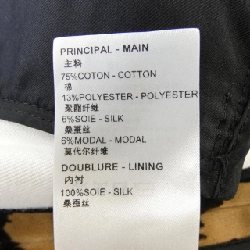 PRINCIPAL - MAIN
主料
75%COTON - COTTON
棉
13%POLYESTER - POLYESTER
聚酯纤维
6%SOIE - SILK
桑蚕丝
6%MODAL - MODAL
莫代尔纤维
DOUBLURE - LINING
内衬
100%SOIE - SILK
桑蚕丝